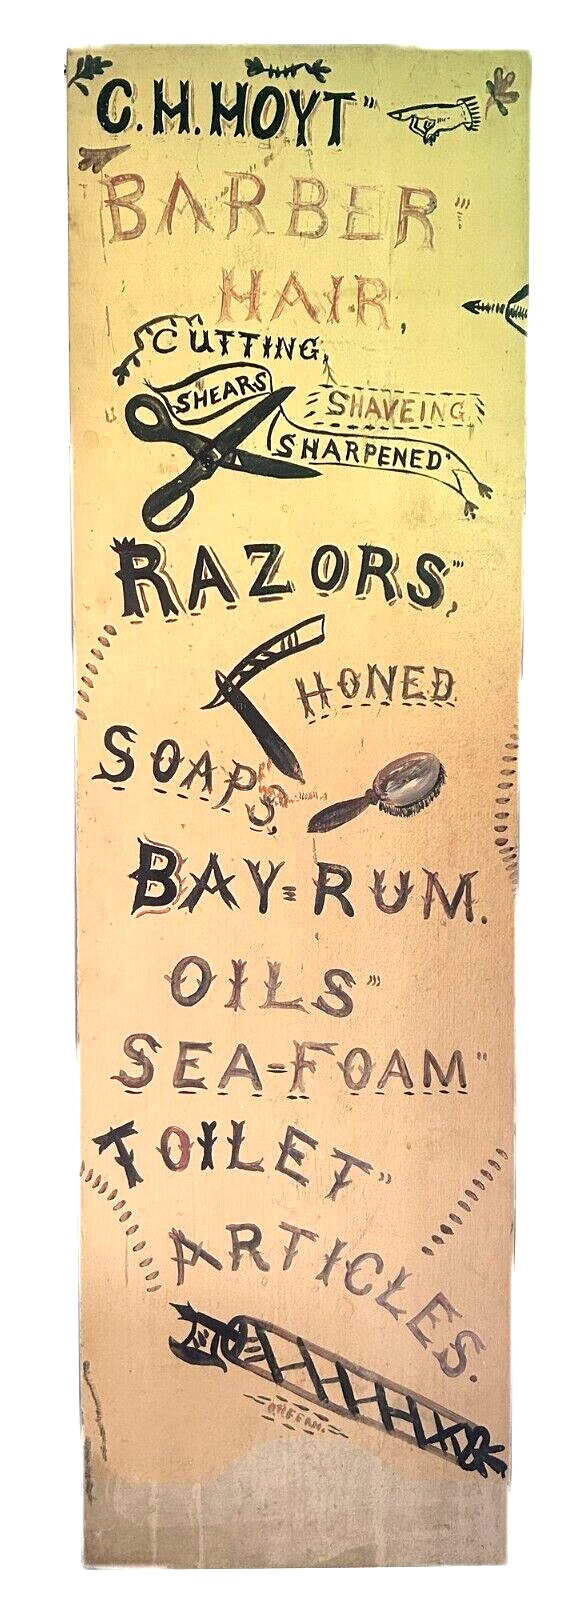 C.H.HOYT"
BARBER"
HAIR,
CUTTING,
SHEARS
SHAVEING,
SHARPENED"
RAZORS",
HONED
SOAPS,
BAY=RUM.
OILS"
SEA=FOAM"
TOILET"
ARTICLES.